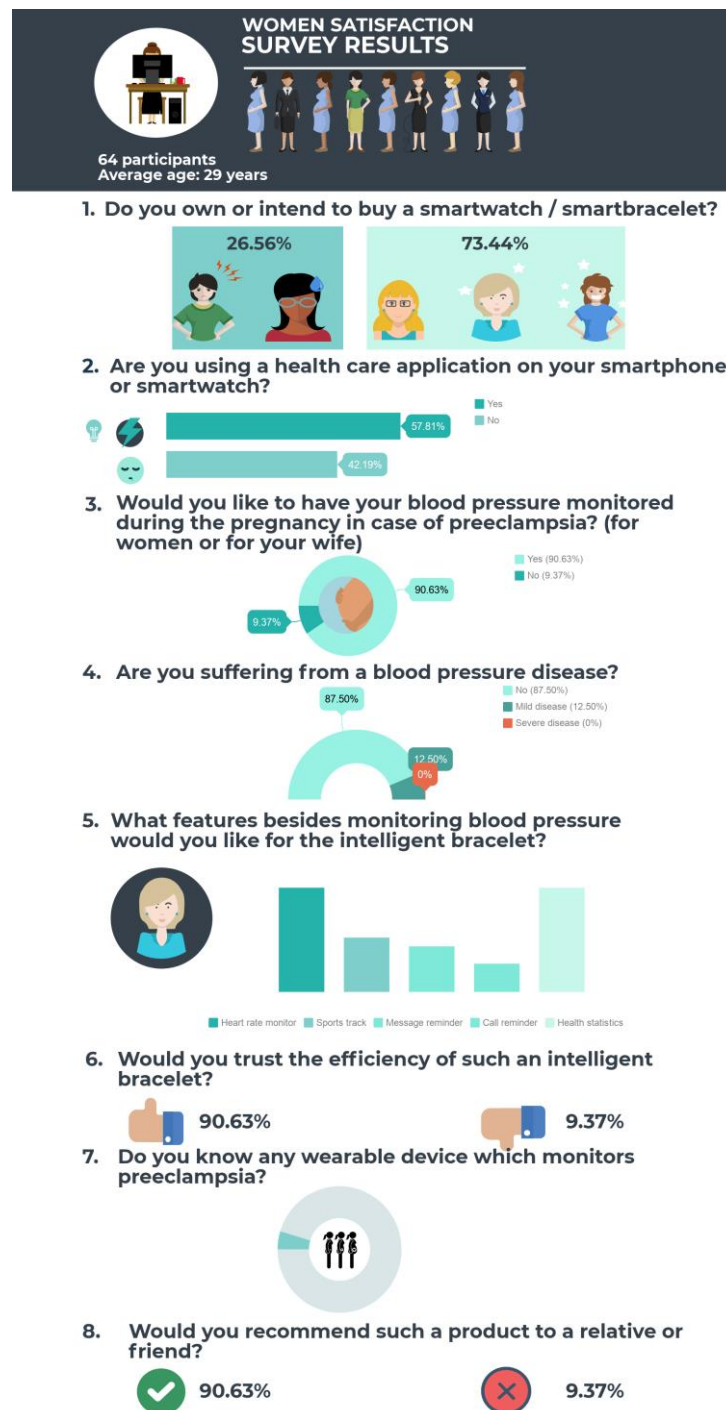 WOMEN SATISFACTION
SURVEY RESULTS
64 participants
Average age: 29 years
1. Do you own or intend to buy a smartwatch / smartbracelet?
26.56%
73.44%
2. Are you using a health care application on your smartphone
or smartwatch?
Yes
No
57.81%
42.19%
3. Would you like to have your blood pressure monitored
during the pregnancy in case of preeclampsia? (for
women or for your wife)
Yes (90.63%)
No (9.37%)
90.63%
9.37%
4. Are you suffering from a blood pressure disease?
No (87.50%)
Mild disease (12.50%)
Severe disease (0%)
87.50%
12.50%
0%
5. What features besides monitoring blood pressure
would you like for the intelligent bracelet?
Heart rate monitor Sports track Message reminder Call reminder Health statistics
6. Would you trust the efficiency of such an intelligent
bracelet?
90.63%
9.37%
7. Do you know any wearable device which monitors
preeclampsia?
8. Would you recommend such a product to a relative or
friend?
90.63%
9.37%